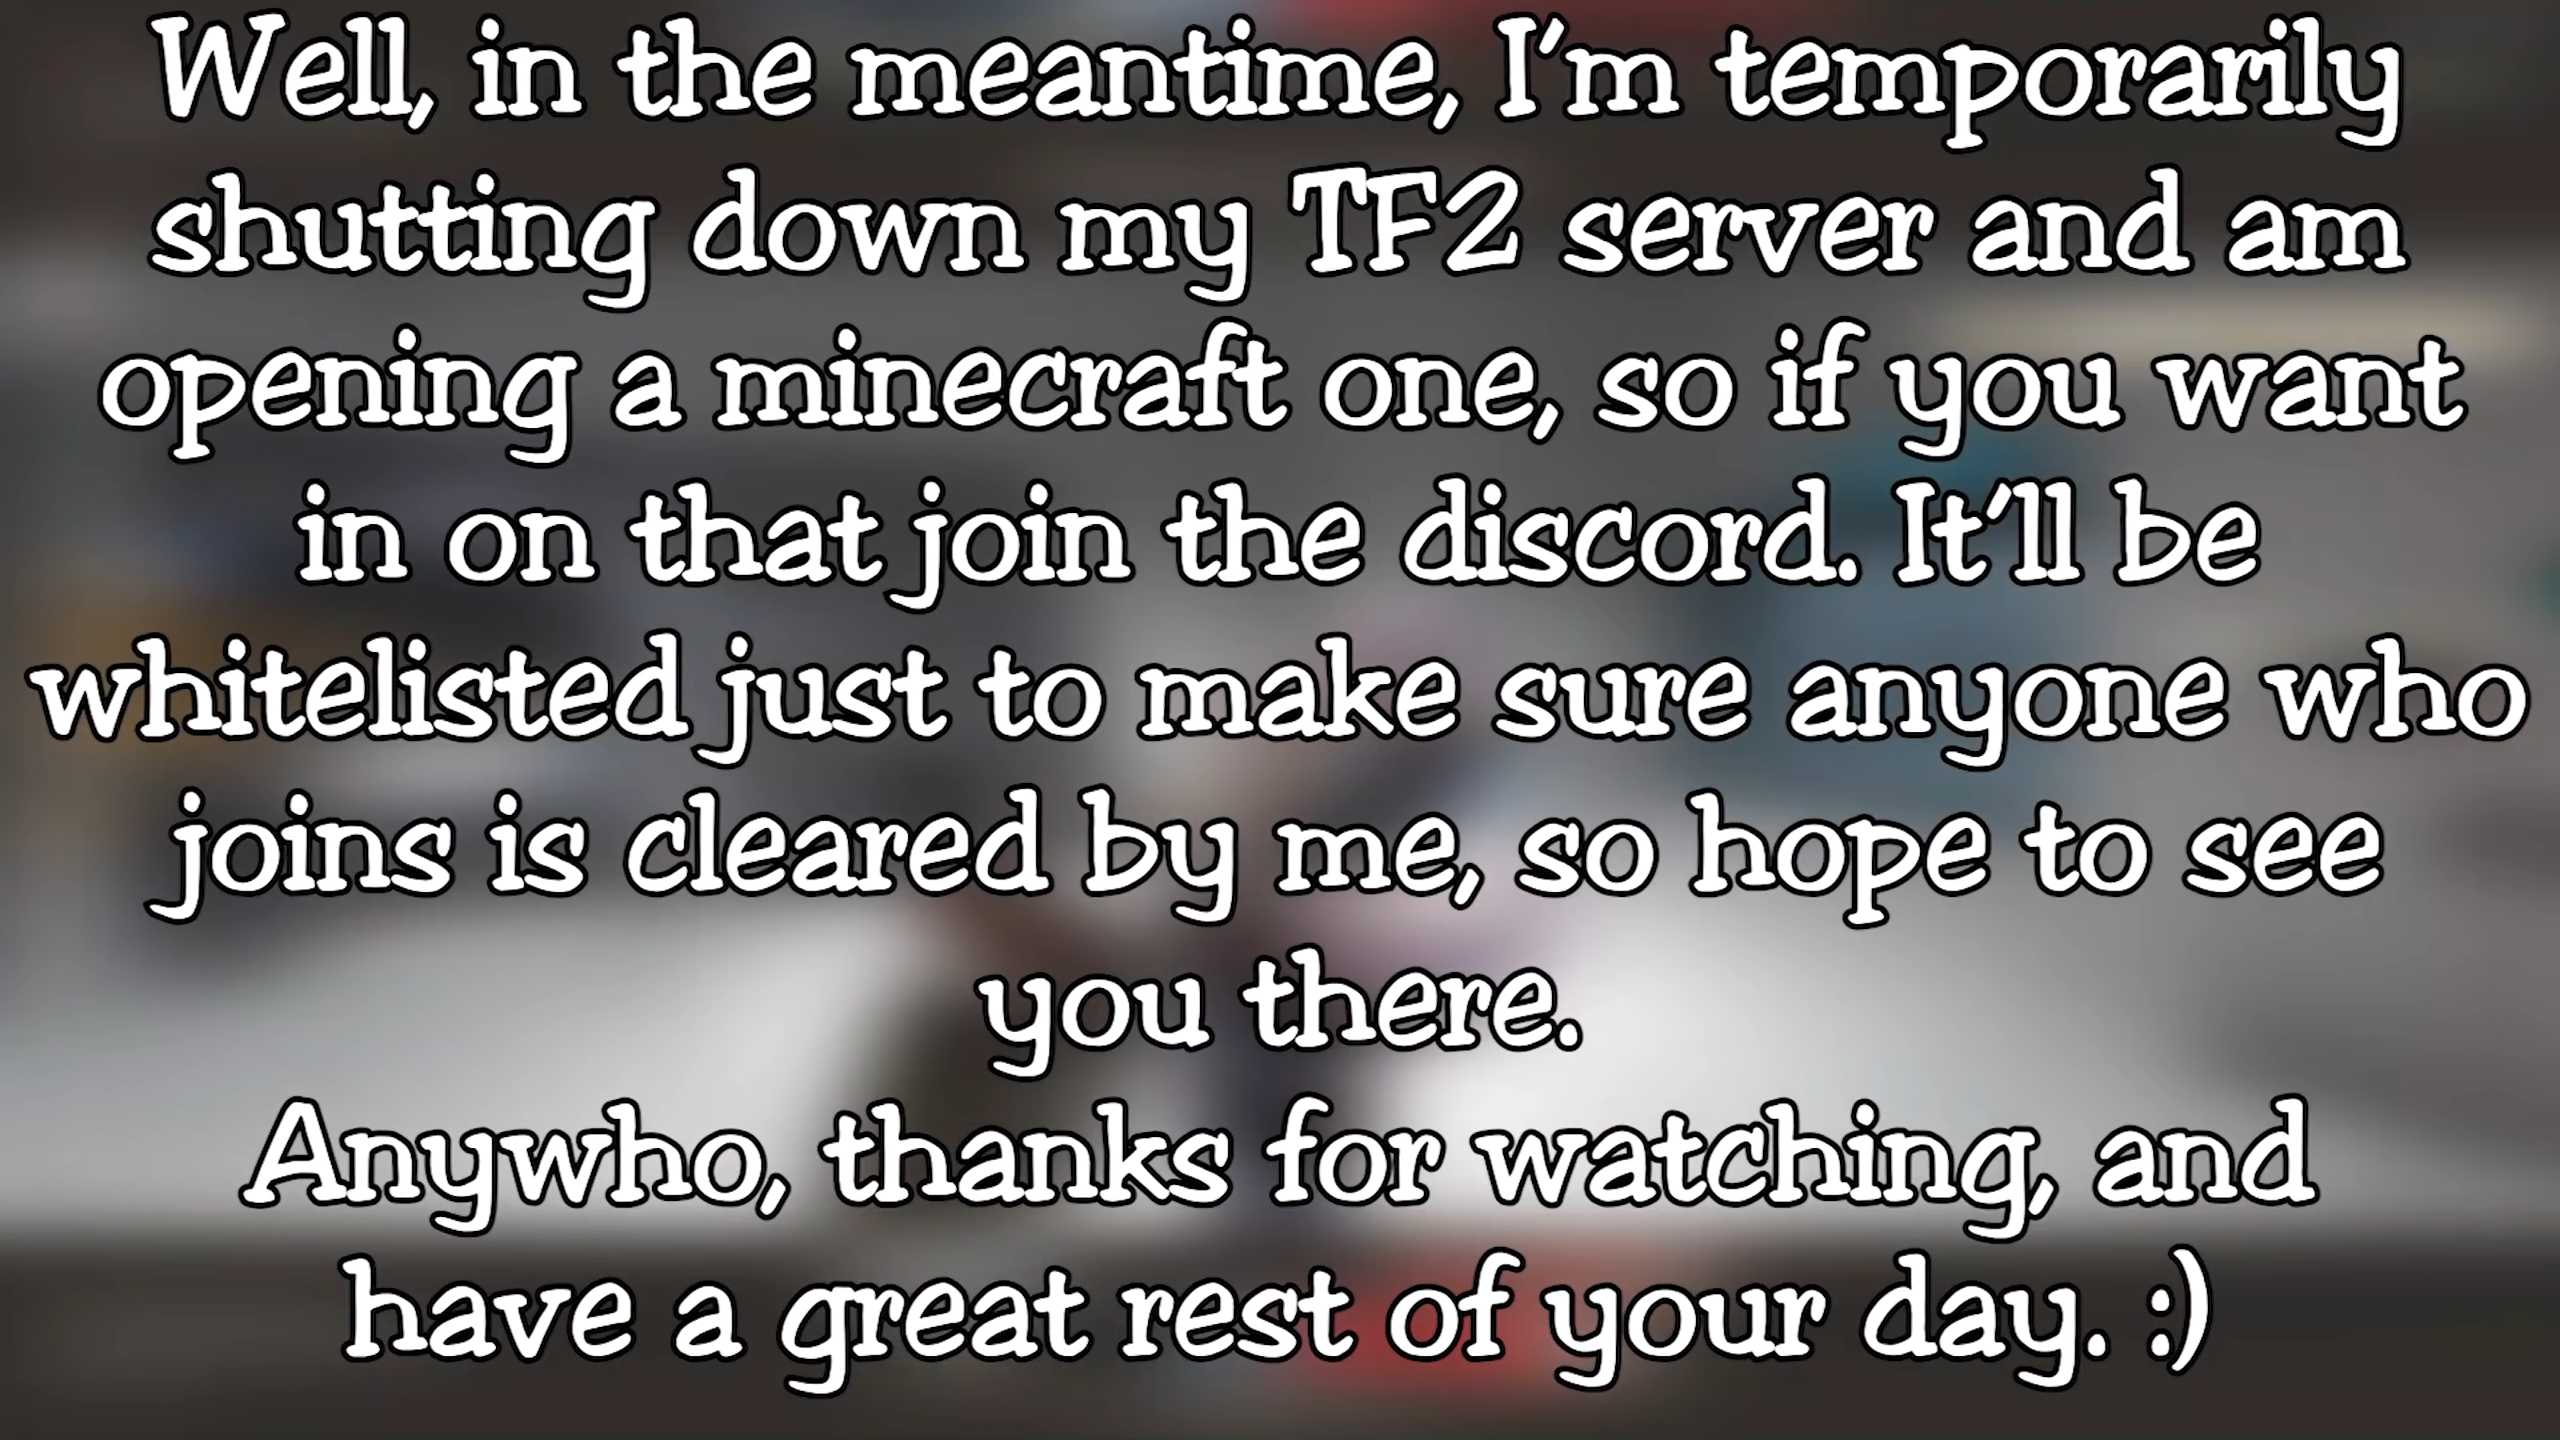 Well, in the meantime, I'm temporarily
shutting down my TF2 server and am
opening a minecraft one, so if you want
in on that join the discord. It'll be
whitelisted just to make sure anyone who
joins is cleared by me, so hope to see
you there.
Anywho, thanks for watching, and
have a great rest of your day. :)